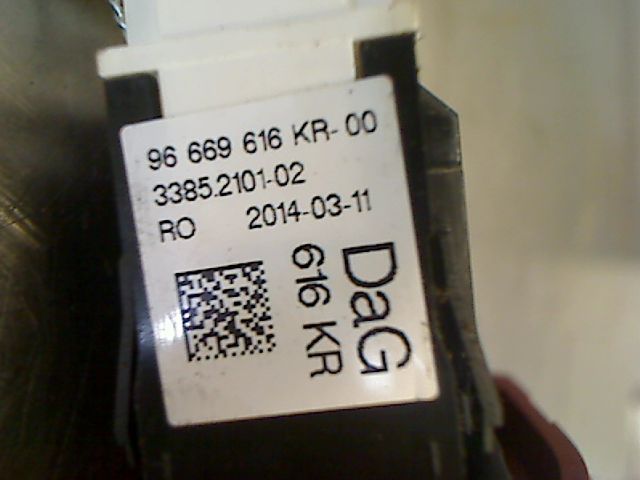 96 669 616 KR-00
3385.2101-02
RO 2014-03-11
DaG
616 KR